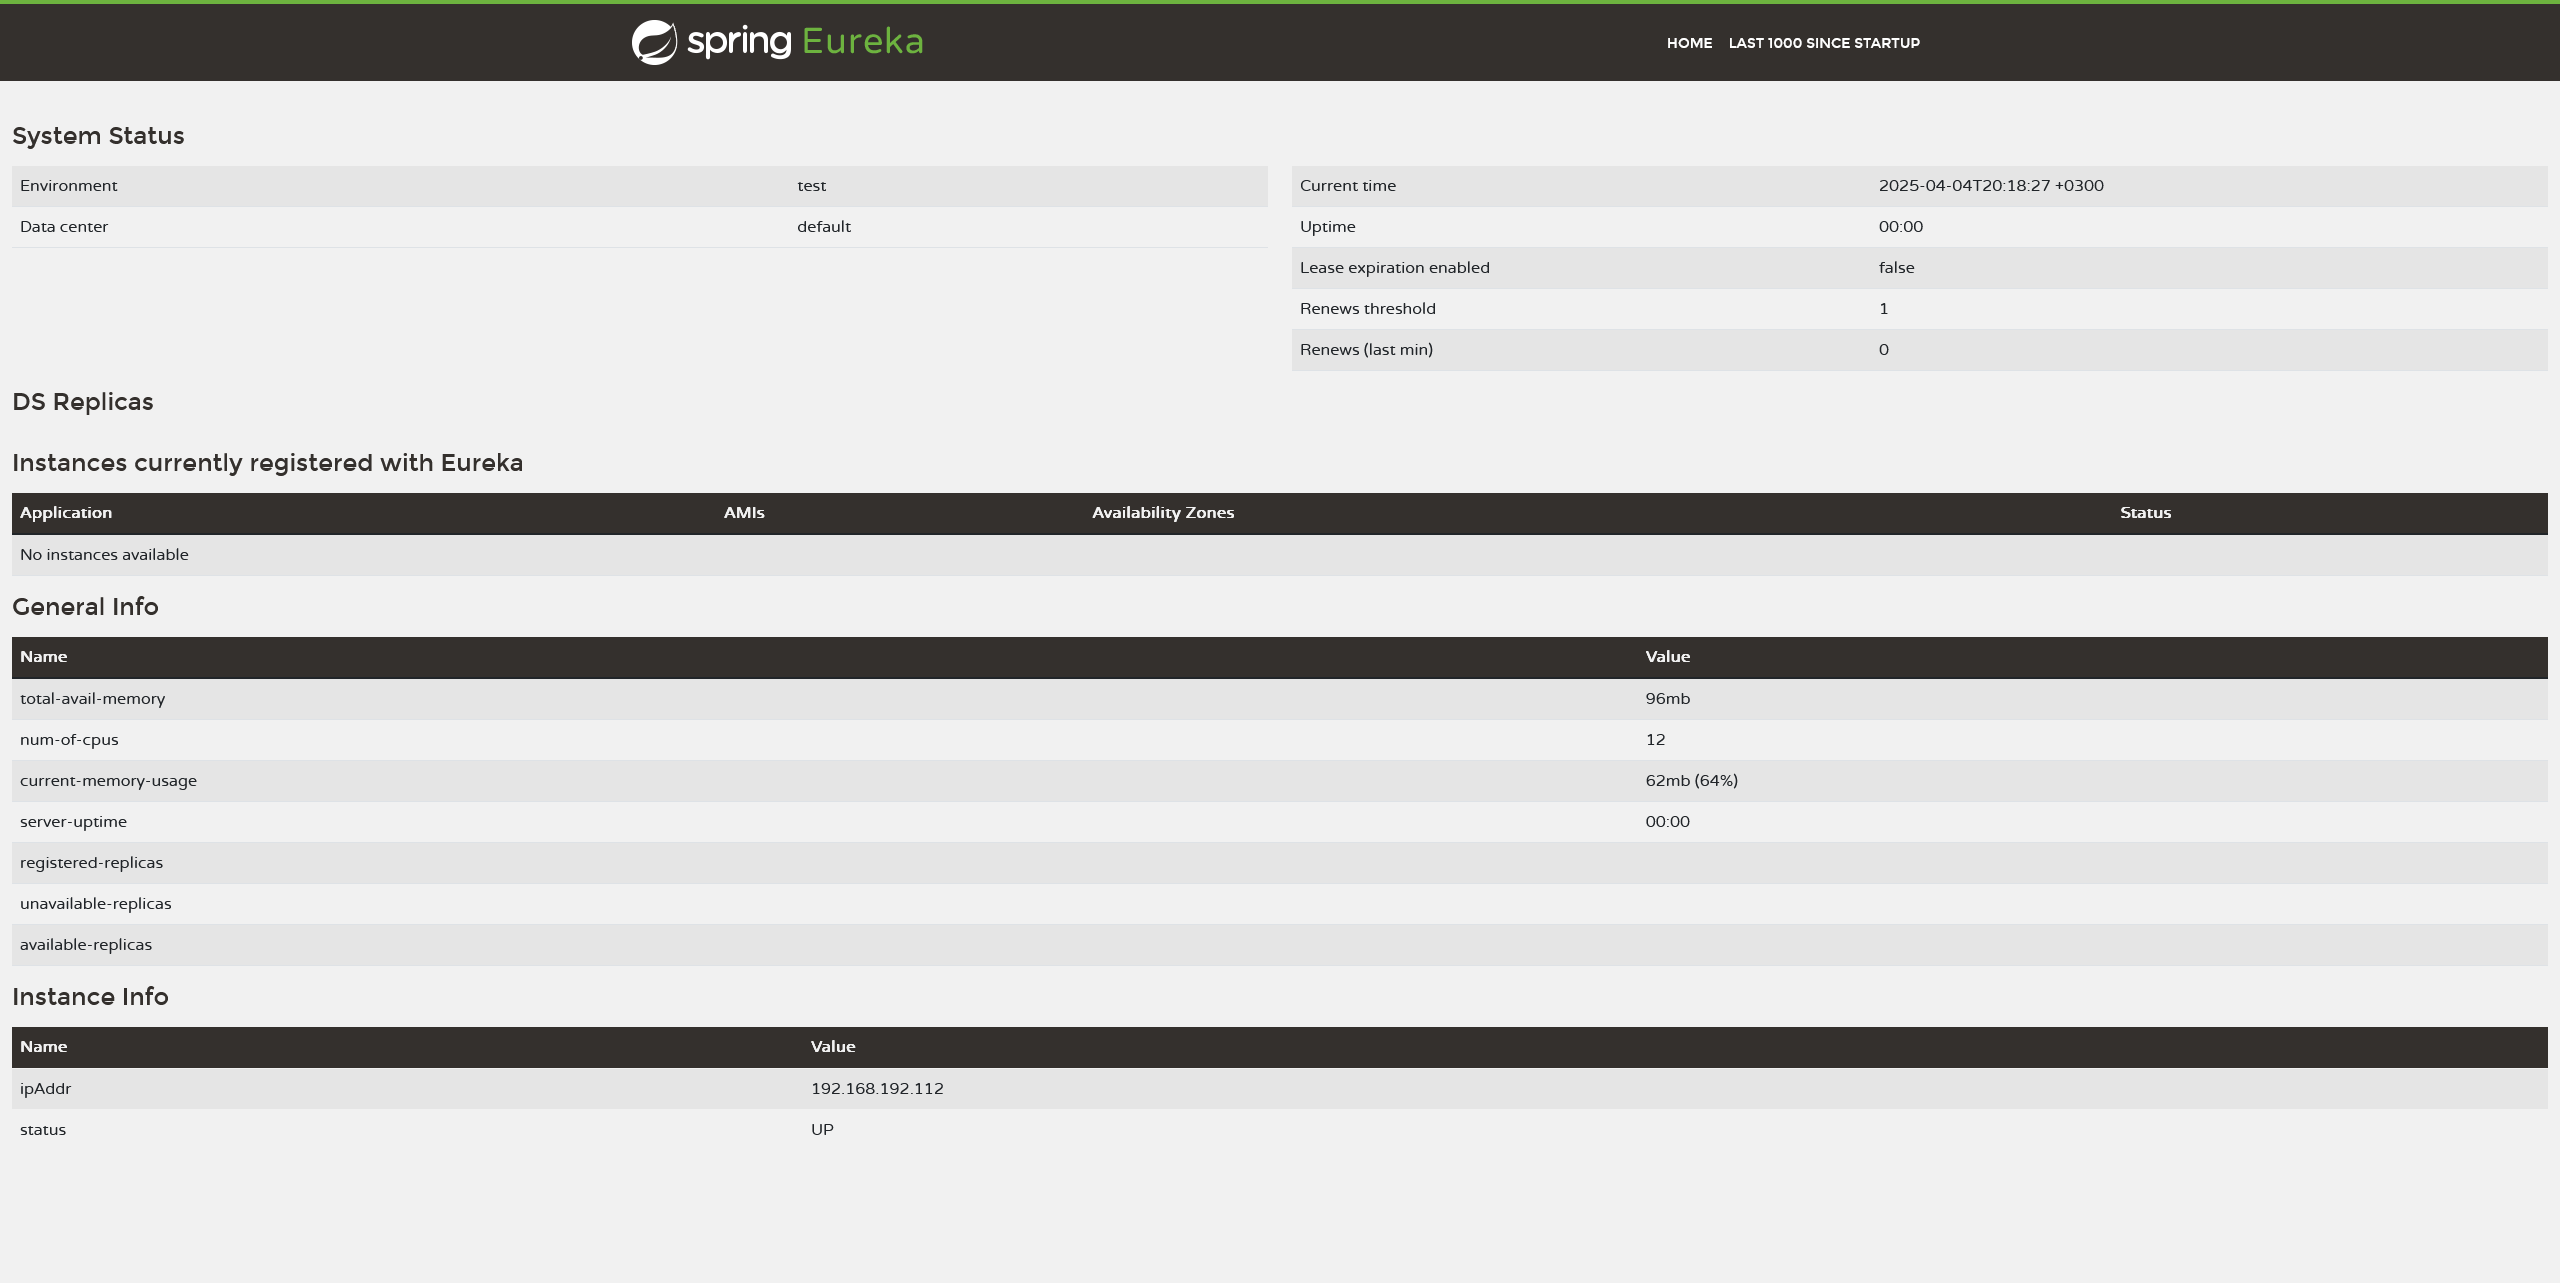 spring Eureka
HOME LAST 1000 SINCE STARTUP
System Status
Environment test
Data center default
Current time 2025-04-04T20:18:27 +0300
Uptime 00:00
Lease expiration enabled false
Renews threshold 1
Renews (last min) 0
DS Replicas
Instances currently registered with Eureka
Application AMIs Availability Zones Status
No instances available
General Info
Name Value
total-avail-memory 96mb
num-of-cpus 12
current-memory-usage 62mb (64%)
server-uptime 00:00
registered-replicas
unavailable-replicas
available-replicas
Instance Info
Name Value
ipAddr 192.168.192.112
status UP